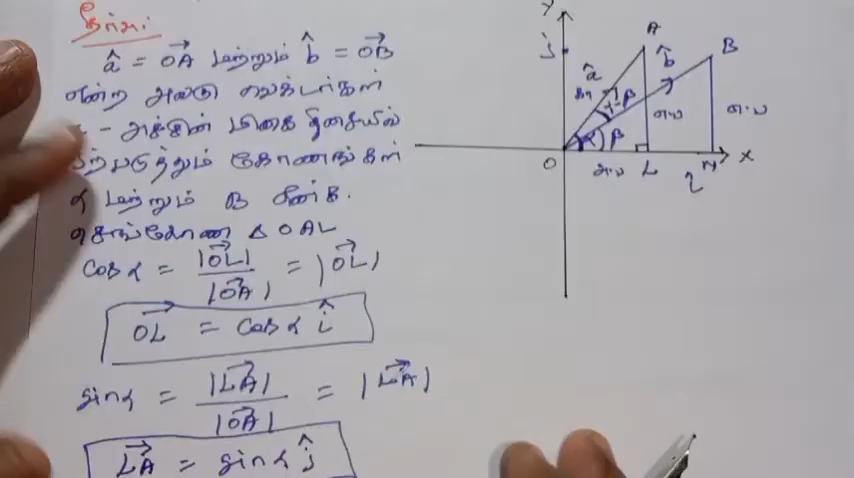 தீர்வு:
â = OA⃗ மற்றும் b̂ = OB⃗
என்ற அலகு வெக்டர்கள்
- அச்சின் மிகை திசையில்
ஏற்படுத்தும் கோணங்கள்
α மற்றும் β என்க.
செங்கோண Δ OAL
cos α = |OL⃗| / |OA⃗| = |OL⃗|
OL⃗ = cos α î
sin α = |LA⃗| / |OA⃗| = |LA⃗|
LA⃗ = sin α ĵ
Y
A
B
j
â
b̂
α-β
α
β
எ.ப
எ.ப
O
அ.ப
L
M
X